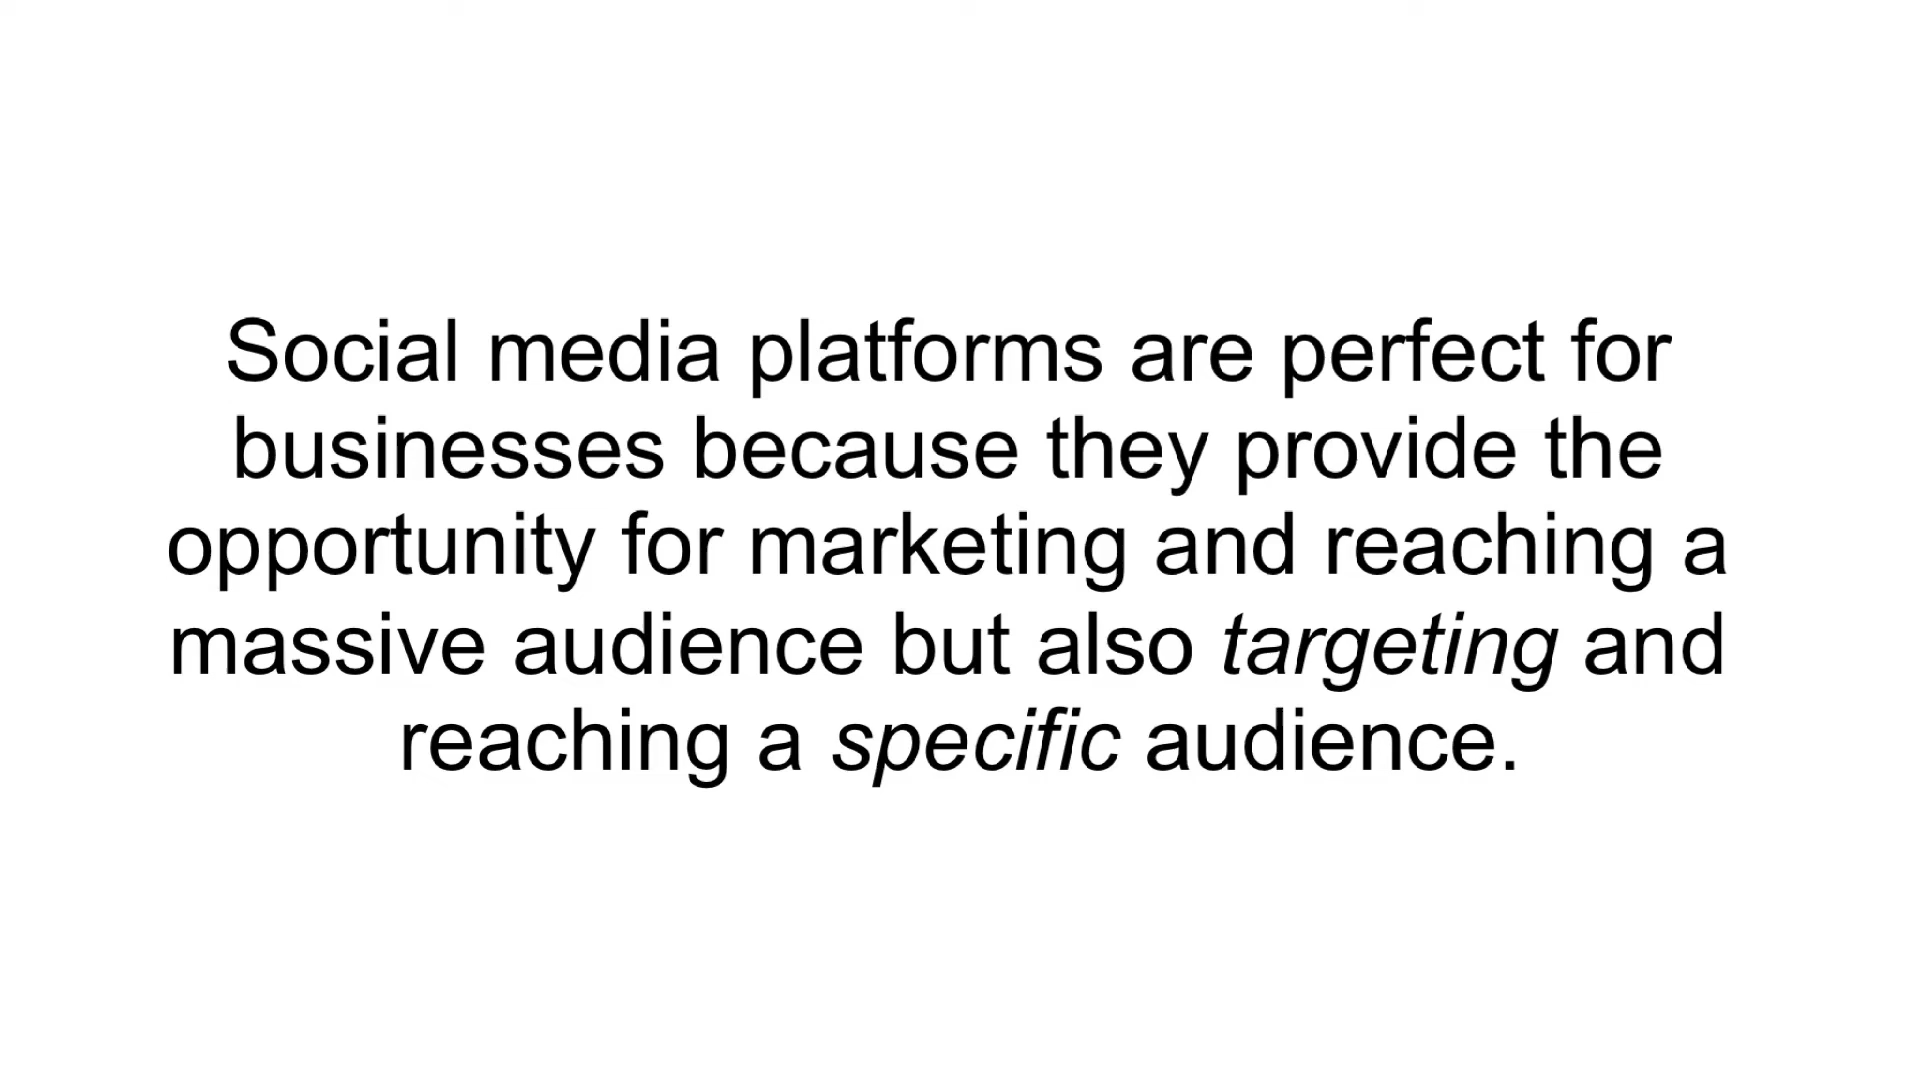 Social media platforms are perfect for
businesses because they provide the
opportunity for marketing and reaching a
massive audience but also targeting and
reaching a specific audience.